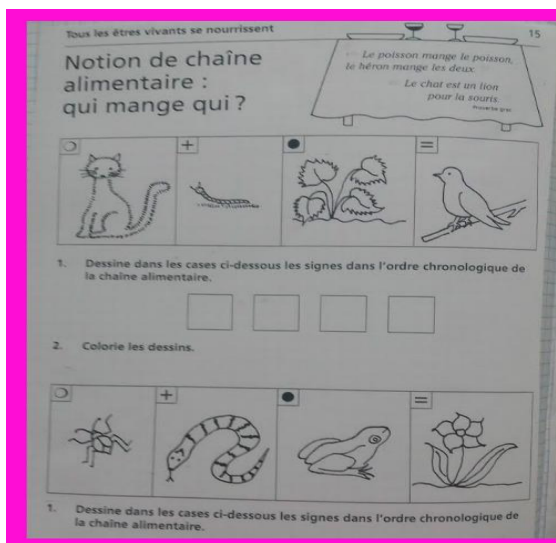 Tous les êtres vivants se nourrissent
15
Notion de chaîne
alimentaire :
qui mange qui ?
Le poisson mange le poisson,
le héron mange les deux.
Le chat est un lion
pour la souris.
1. Dessine dans les cases ci-dessous les signes dans l'ordre chronologique de
la chaîne alimentaire.
2. Colorie les dessins.
1. Dessine dans les cases ci-dessous les signes dans l'ordre chronologique de
la chaîne alimentaire.